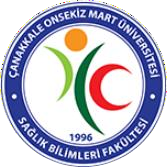 ÇANAKKALE ONSEKİZ MART ÜNİVERSİTESİ
1996
SAĞLIK BİLİMLERİ FAKÜLTESİ